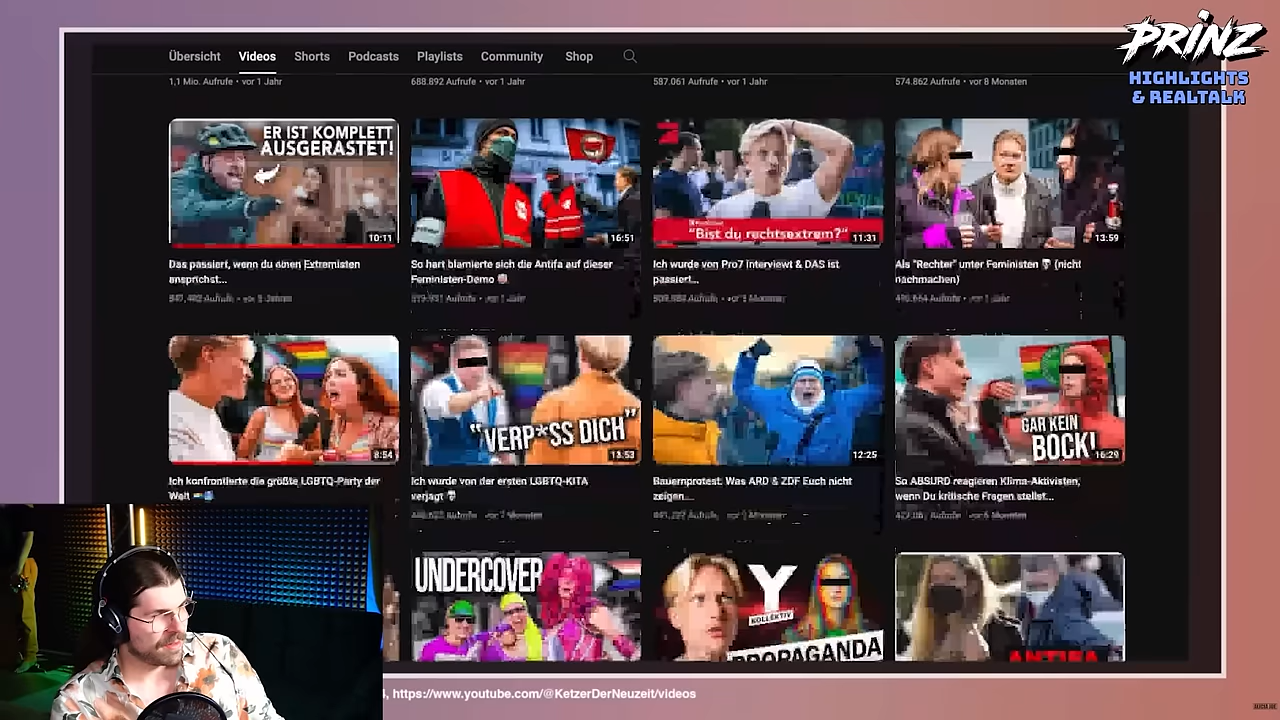 PRINZ
HIGHLIGHTS
& REALTALK
Übersicht Videos Shorts Podcasts Playlists Community Shop
1,1 Mio. Aufrufe • vor 1 Jahr
688.892 Aufrufe • vor 1 Jahr
587.061 Aufrufe • vor 1 Jahr
574.862 Aufrufe • vor 8 Monaten
ER IST KOMPLETT
AUSGERASTET!
10:11
16:51
"Bist du rechtsextrem?"
11:31
13:59
Das passiert, wenn du einen Extremisten
ansprichst...
So hart blamierte sich die Antifa auf dieser
Feministen-Demo
Ich wurde von Pro7 interviewt & DAS ist
passiert...
Als "Rechter" unter Feministen (nicht
nachmachen)
Aufrufe • vor 1 Jahr
8:54
"VERP*SS DICH"
13:53
12:25
GAR KEIN
BOCK!
16:29
Ich konfrontierte die größte LGBTQ-Party der
Welt
Ich wurde von der ersten LGBTQ-KITA
verjagt
Bauernprotest: Was ARD & ZDF Euch nicht
zeigen...
So ABSURD reagieren Klima-Aktivisten,
wenn Du kritische Fragen stellst...
UNDERCOVER
Y
KOLLEKTIV
PROPAGANDA
ANTIFA
, https://www.youtube.com/@KetzerDerNeuzeit/videos